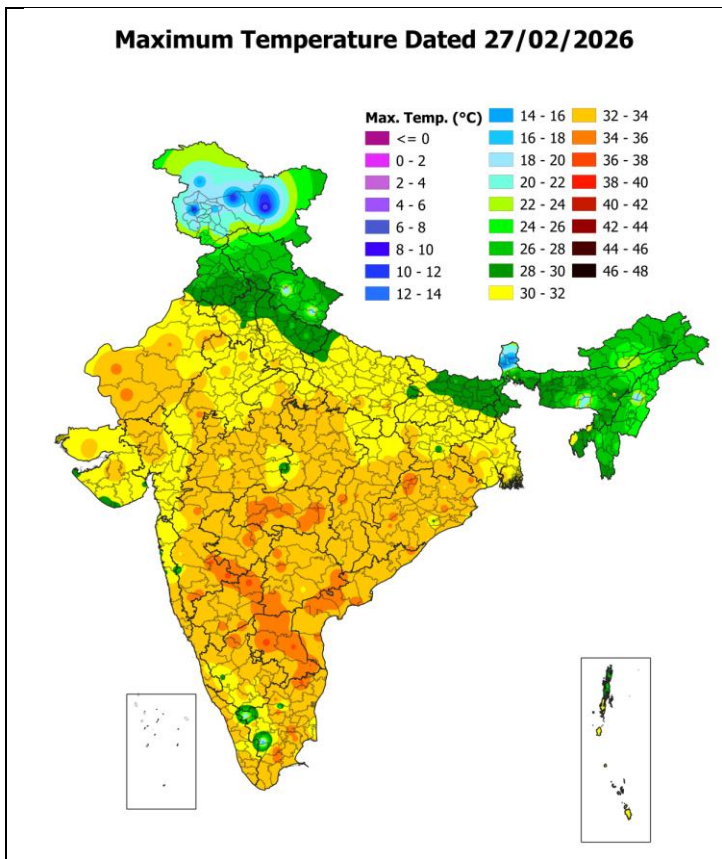 Maximum Temperature Dated 27/02/2026
Max. Temp. (°C)
<= 0
0 - 2
2 - 4
4 - 6
6 - 8
8 - 10
10 - 12
12 - 14
14 - 16
16 - 18
18 - 20
20 - 22
22 - 24
24 - 26
26 - 28
28 - 30
30 - 32
32 - 34
34 - 36
36 - 38
38 - 40
40 - 42
42 - 44
44 - 46
46 - 48